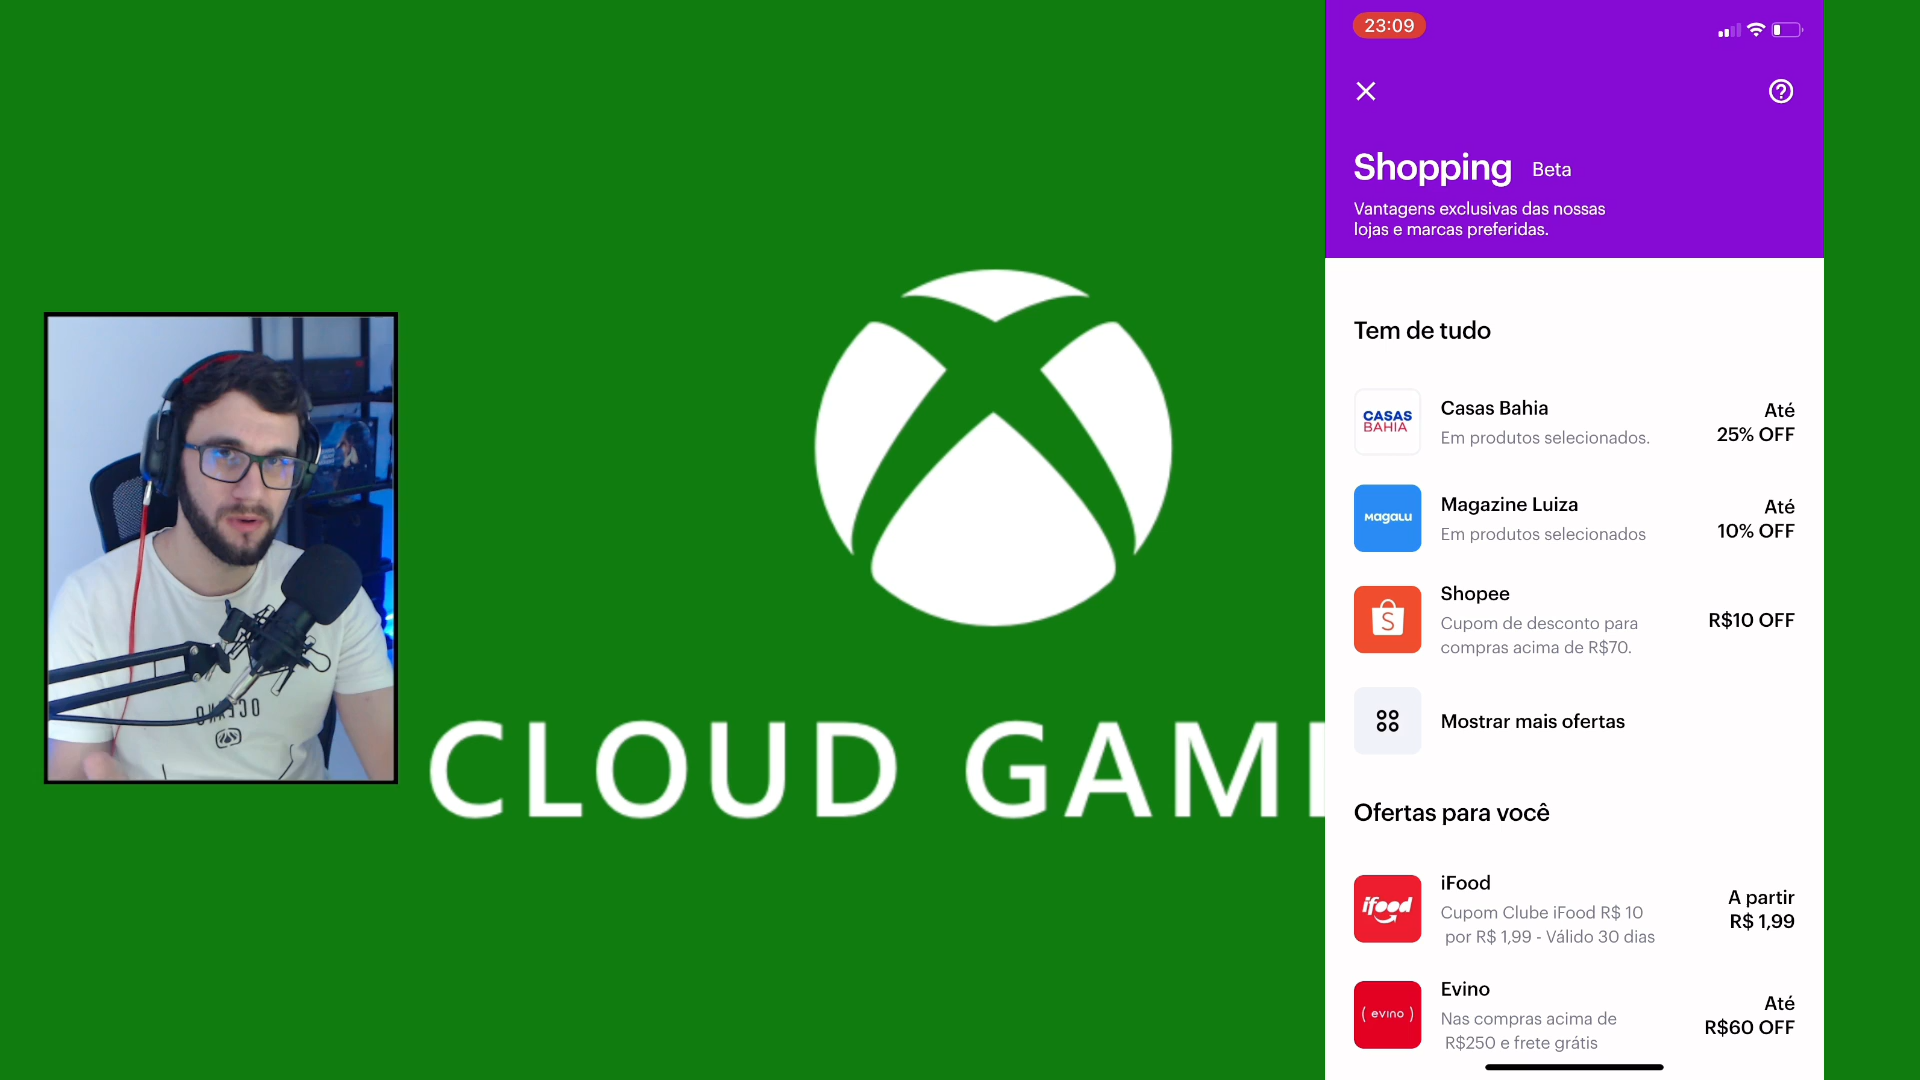 23:09
Shopping Beta
Vantagens exclusivas das nossas
lojas e marcas preferidas.
Tem de tudo
CASAS
BAHIA
Casas Bahia
Em produtos selecionados.
Até
25% OFF
Magalu
Magazine Luiza
Em produtos selecionados
Até
10% OFF
S
Shopee
Cupom de desconto para
compras acima de R$70.
R$10 OFF
Mostrar mais ofertas
Ofertas para você
ifood
iFood
Cupom Clube iFood R$ 10
por R$ 1,99 - Válido 30 dias
A partir
R$ 1,99
(evino)
Evino
Nas compras acima de
R$250 e frete grátis
Até
R$60 OFF
CLOUD GAMI
OCEANO